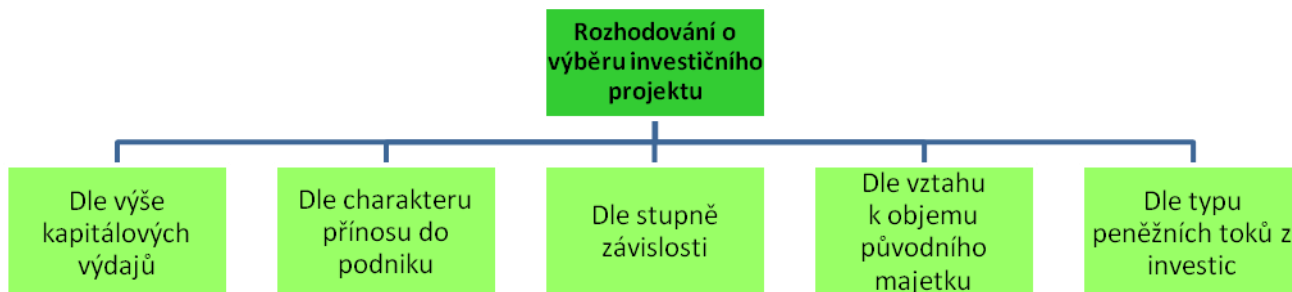 Rozhodování o
výběru investičního
projektu
Dle výše
kapitálových
výdajů
Dle charakteru
přínosu do
podniku
Dle stupně
závislosti
Dle vztahu
k objemu
původního
majetku
Dle typu
peněžních toků z
investic